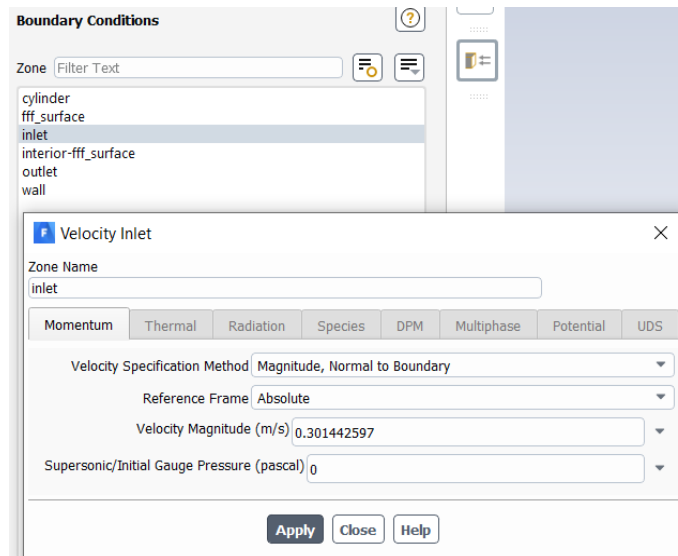 Boundary Conditions
?
Zone Filter Text
cylinder
fff_surface
inlet
interior-fff_surface
outlet
wall
F Velocity Inlet
Zone Name
inlet
Momentum Thermal Radiation Species DPM Multiphase Potential UDS
Velocity Specification Method Magnitude, Normal to Boundary
Reference Frame Absolute
Velocity Magnitude (m/s) 0.301442597
Supersonic/Initial Gauge Pressure (pascal) 0
Apply Close Help